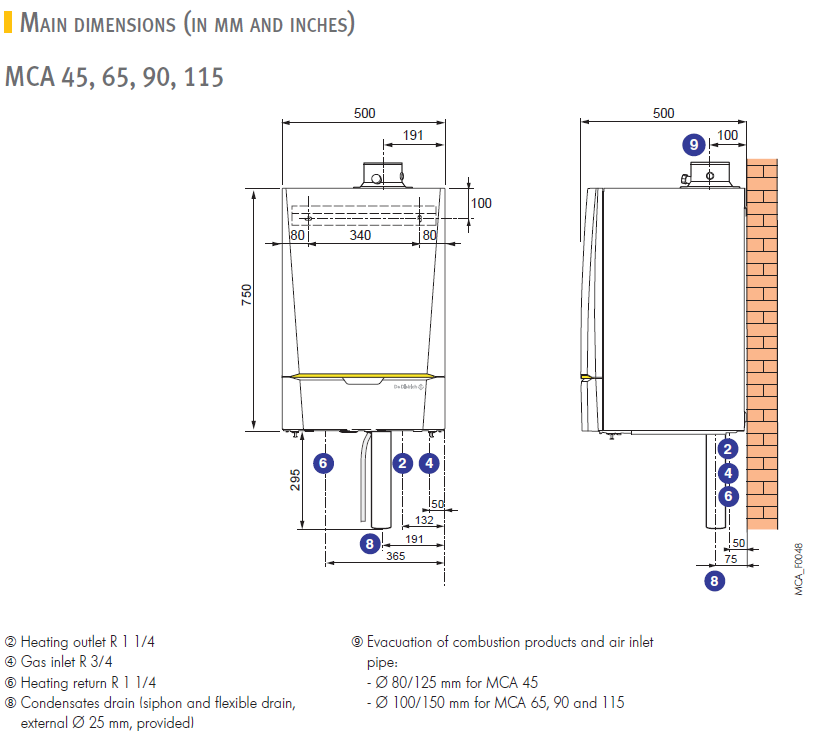 MAIN DIMENSIONS (IN MM AND INCHES)
MCA 45, 65, 90, 115
500
191
100
80
340
80
750
De Dietrich
295
6
2
4
50
132
8
191
365
500
9
100
2
4
6
50
75
8
MCA_F0048
② Heating outlet R 1 1/4
④ Gas inlet R 3/4
⑥ Heating return R 1 1/4
⑧ Condensates drain (siphon and flexible drain,
external Ø 25 mm, provided)
⑨ Evacuation of combustion products and air inlet
pipe:
- Ø 80/125 mm for MCA 45
- Ø 100/150 mm for MCA 65, 90 and 115